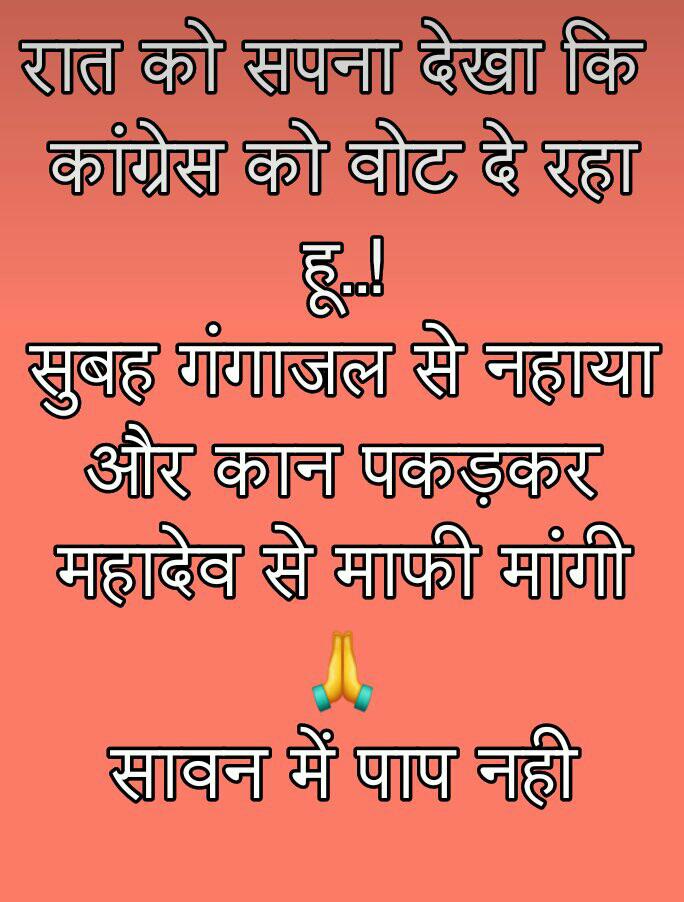 रात को सपना देखा कि
कांग्रेस को वोट दे रहा
हू..!
सुबह गंगाजल से नहाया
और कान पकड़कर
महादेव से माफी मांगी
🙏
सावन में पाप नही